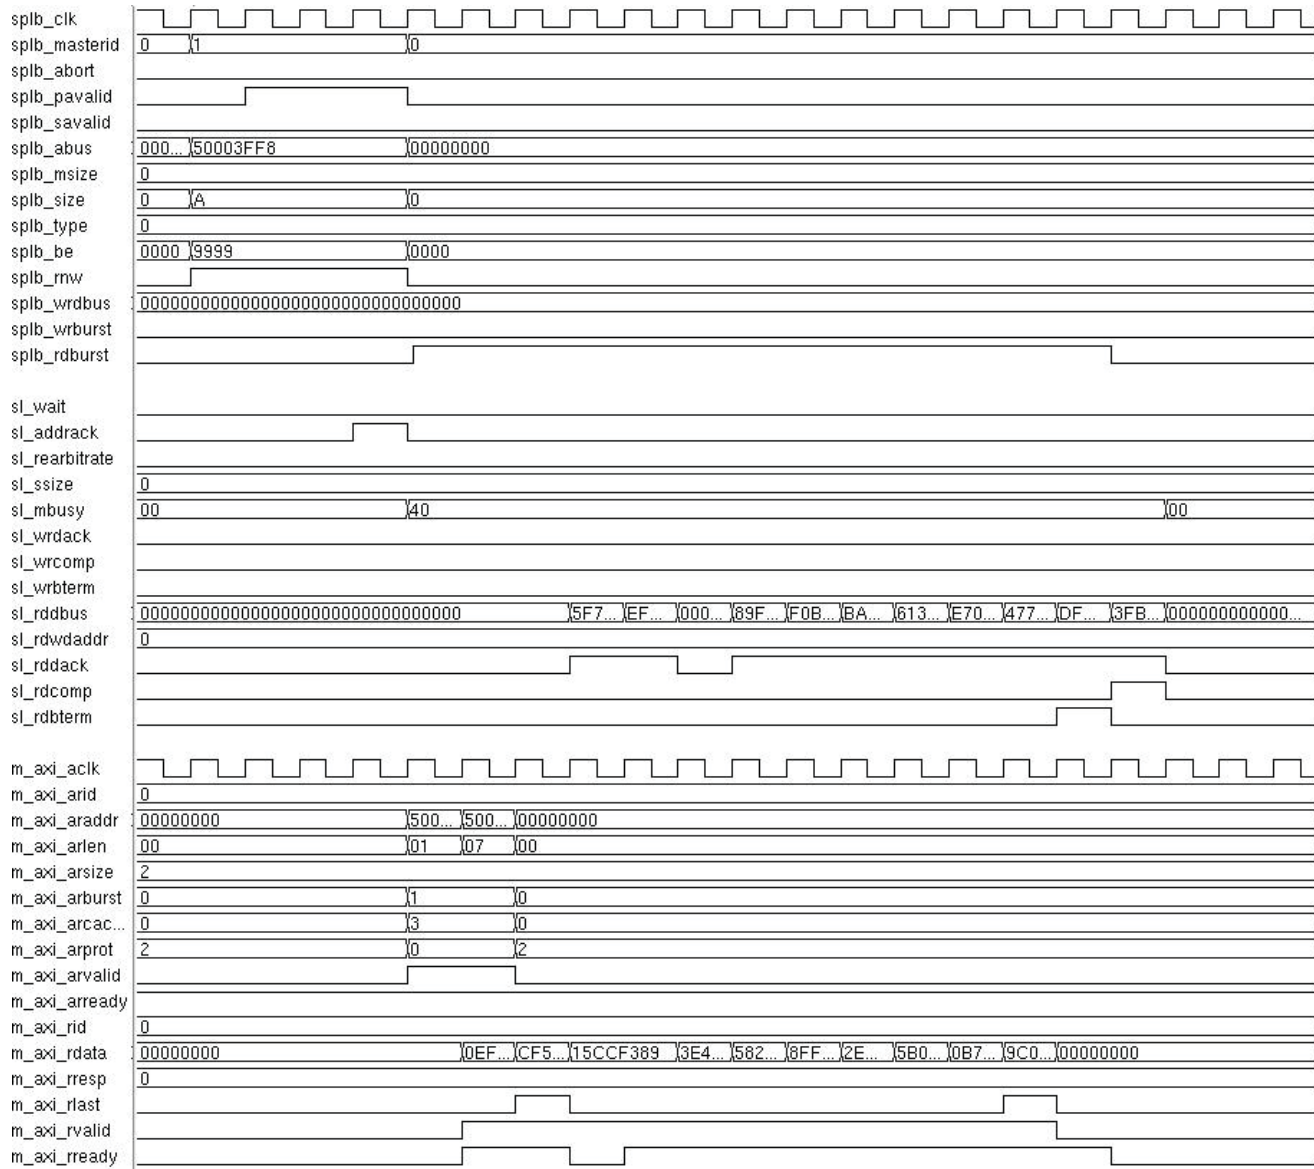 splb_clk
splb_masterid 0 1 0
splb_abort
splb_pavalid
splb_savalid
splb_abus 000... 50003FF8 00000000
splb_msize 0
splb_size 0 A 0
splb_type 0
splb_be 0000 9999 0000
splb_rnw
splb_wrdbus 00000000000000000000000000000000
splb_wrburst
splb_rdburst
sl_wait
sl_addrack
sl_rearbitrate
sl_ssize 0
sl_mbusy 00 40 00
sl_wrdack
sl_wrcomp
sl_wrbterm
sl_rddbus 00000000000000000000000000000000 5F7... EF... 000... 89F... F0B... BA... 613... E70... 477... DF... 3FB... 000000000000...
sl_rdwdaddr 0
sl_rddack
sl_rdcomp
sl_rdbterm
m_axi_aclk
m_axi_arid 0
m_axi_araddr 00000000 500... 500... 00000000
m_axi_arlen 00 01 07 00
m_axi_arsize 2
m_axi_arburst 0 1 0
m_axi_arcac... 0 3 0
m_axi_arprot 2 0 2
m_axi_arvalid
m_axi_arready
m_axi_rid 0
m_axi_rdata 00000000 0EF... CF5... 15CCF389 3E4... 582... 8FF... 2E... 5B0... 0B7... 9C0... 00000000
m_axi_rresp 0
m_axi_rlast
m_axi_rvalid
m_axi_rready